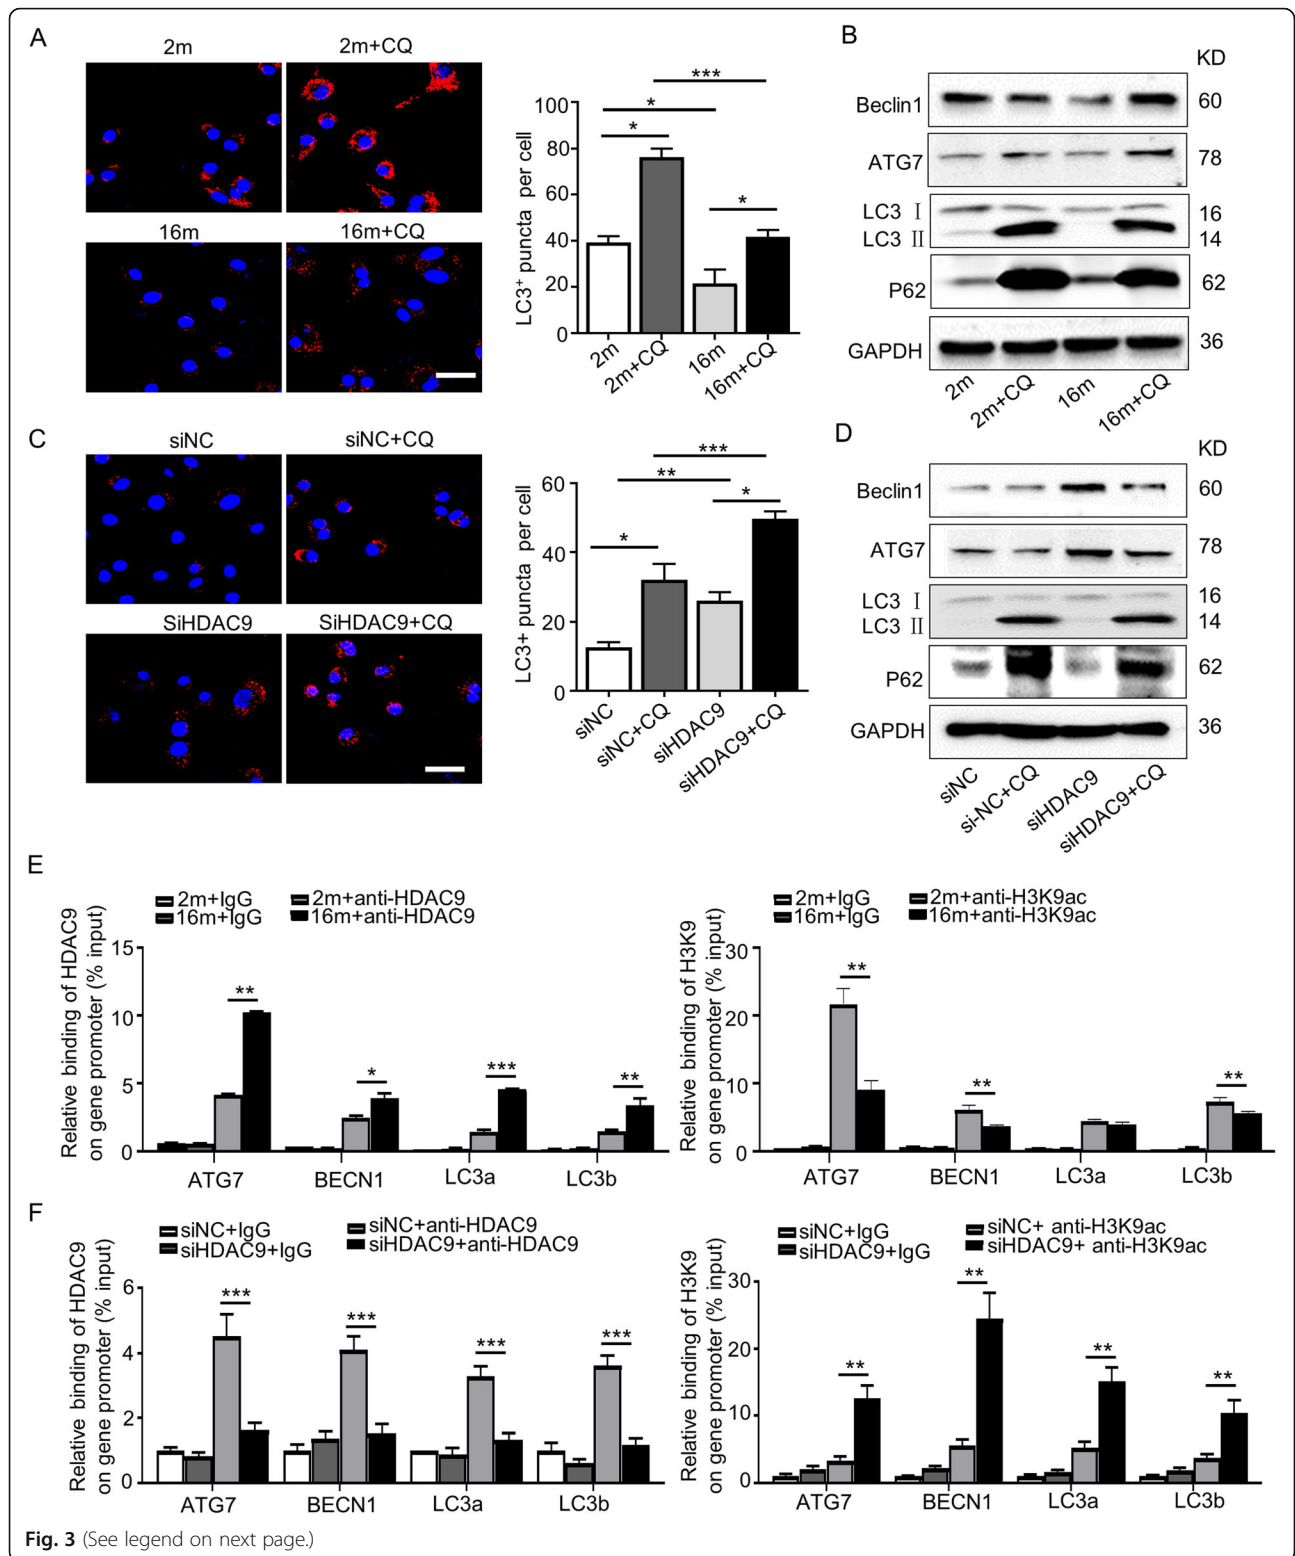 A
2m
2m+CQ
16m
16m+CQ
LC3+ puncta per cell
100
80
60
40
20
0
***
*
*
*
2m
2m+CQ
16m
16m+CQ
B
KD
Beclin1
60
ATG7
78
LC3 Ⅰ
16
LC3 Ⅱ
14
P62
62
GAPDH
36
2m
2m+CQ
16m
16m+CQ
C
siNC
siNC+CQ
SiHDAC9
SiHDAC9+CQ
LC3+ puncta per cell
60
40
20
0
***
**
*
*
siNC
siNC+CQ
siHDAC9
siHDAC9+CQ
D
KD
Beclin1
60
ATG7
78
LC3 Ⅰ
16
LC3 Ⅱ
14
P62
62
GAPDH
36
siNC
si-NC+CQ
siHDAC9
siHDAC9+CQ
E
2m+IgG
2m+anti-HDAC9
16m+IgG
16m+anti-HDAC9
Relative binding of HDAC9
on gene promoter (% input)
15
10
5
0
**
*
***
**
ATG7
BECN1
LC3a
LC3b
2m+IgG
2m+anti-H3K9ac
16m+IgG
16m+anti-H3K9ac
Relative binding of H3K9
on gene promoter (% input)
30
20
10
0
**
**
**
ATG7
BECN1
LC3a
LC3b
F
siNC+IgG
siNC+anti-HDAC9
siHDAC9+IgG
siHDAC9+anti-HDAC9
Relative binding of HDAC9
on gene promoter (% input)
6
4
2
0
***
***
***
***
ATG7
BECN1
LC3a
LC3b
siNC+IgG
siNC+ anti-H3K9ac
siHDAC9+IgG
siHDAC9+ anti-H3K9ac
Relative binding of H3K9
on gene promoter (% input)
30
20
10
0
**
**
**
**
ATG7
BECN1
LC3a
LC3b
Fig. 3 (See legend on next page.)